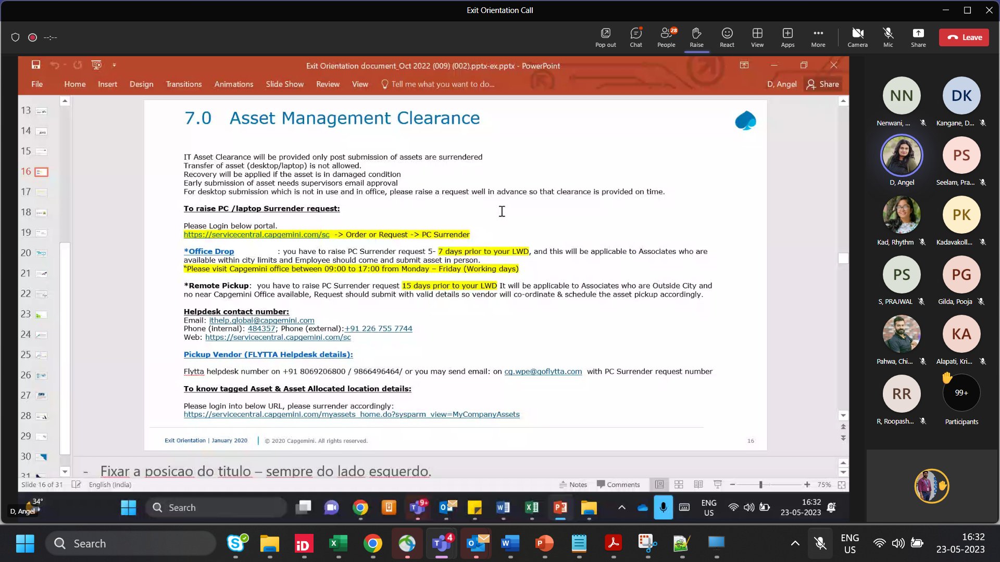 Exit Orientation Call
--:--
Pop out
Chat
People
28
Raise
React
View
Apps
More
Camera
Mic
Share
Leave
Exit Orientation document_Oct 2022 (009) (002).pptx-ex.pptx - PowerPoint
File
Home
Insert
Design
Transitions
Animations
Slide Show
Review
View
Tell me what you want to do...
D, Angel
Share
13
14
15
16
17
18
19
20
21
22
23
24
25
26
27
28
29
30
31
7.0 Asset Management Clearance
IT Asset Clearance will be provided only post submission of assets are surrendered
Transfer of asset (desktop/laptop) is not allowed.
Recovery will be applied if the asset is in damaged condition
Early submission of asset needs supervisors email approval
For desktop submission which is not in use and in office, please raise a request well in advance so that clearance is provided on time.
To raise PC /laptop Surrender request:
Please Login below portal.
https://servicecentral.capgemini.com/sc -> Order or Request -> PC Surrender
*Office Drop : you have to raise PC Surrender request 5- 7 days prior to your LWD, and this will be applicable to Associates who are
available within city limits and Employee should come and submit asset in person.
“Please visit Capgemini office between 09:00 to 17:00 from Monday – Friday (Working days)
*Remote Pickup: you have to raise PC Surrender request 15 days prior to your LWD It will be applicable to Associates who are Outside City and
no near Capgemini Office available, Request should submit with valid details so vendor will co-ordinate & schedule the asset pickup accordingly.
Helpdesk contact number:
Email: ithelp.global@capgemini.com
Phone (internal): 484357; Phone (external):+91 226 755 7744
Web: https://servicecentral.capgemini.com/sc
Pickup Vendor (FLYTTA Helpdesk details):
Flytta helpdesk number on +91 8069206800 / 9866496464/ or you may send email: on cg.wpe@goflytta.com with PC Surrender request number
To know tagged Asset & Asset Allocated location details:
Please login into below URL, please surrender accordingly:
https://servicecentral.capgemini.com/myassets_home.do?sysparm_view=MyCompanyAssets
Exit Orientation | January 2020
© 2020 Capgemini. All rights reserved.
16
- Fixar a posicao do titulo – sempre do lado esquerdo.
Slide 16 of 31
English (India)
Notes
Comments
75%
NN
Nenwani, ...
DK
Kangane, D...
D, Angel
PS
Seelam, Pra...
Kad, Rhythm
PK
Kadavakoll...
PS
S, PRAJWAL
PG
Gilda, Pooja
Pahwa, Chi...
KA
Alapati, Kri...
RR
R, Roopash...
99+
Participants
34°
D, Angel
Search
9+
ENG
US
16:32
23-05-2023
Search
4
ENG
US
16:32
23-05-2023